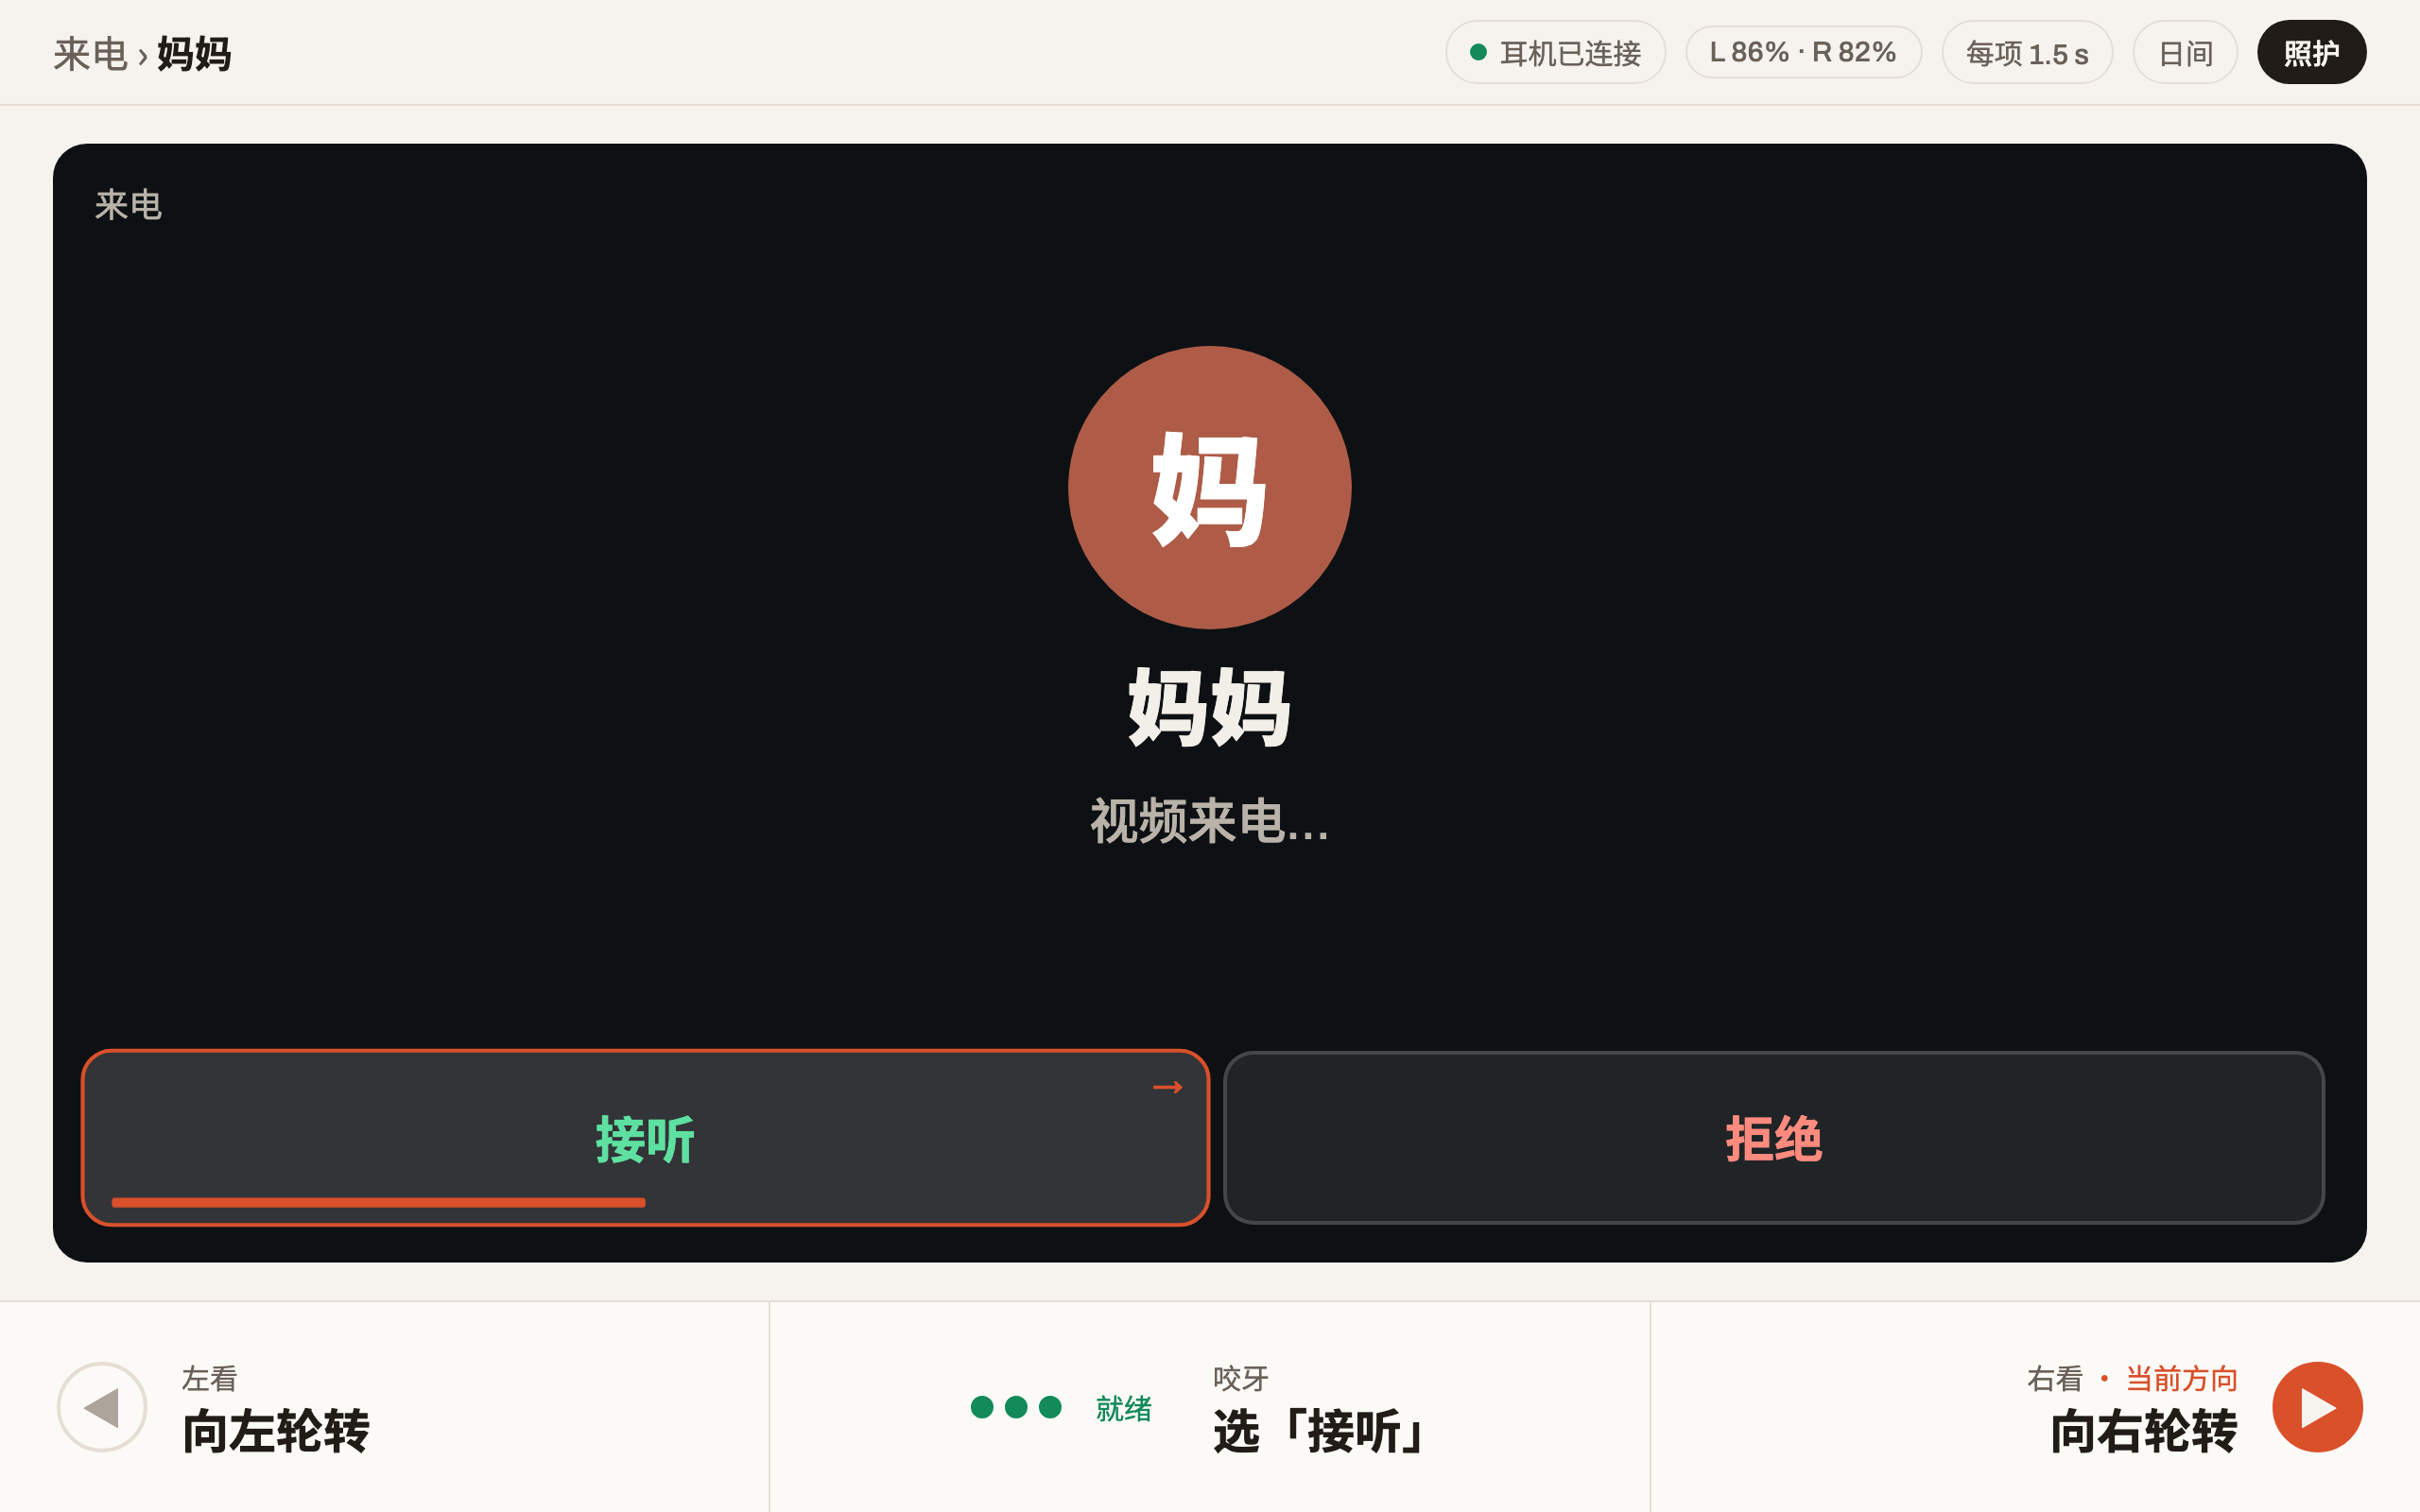 来电 › 妈妈
耳机已连接
L 86% · R 82%
每项 1.5 s
日间
照护
来电
妈
妈妈
视频来电…
→
接听
拒绝
左看
向左轮转
就绪
咬牙
选「接听」
右看 • 当前方向
向右轮转